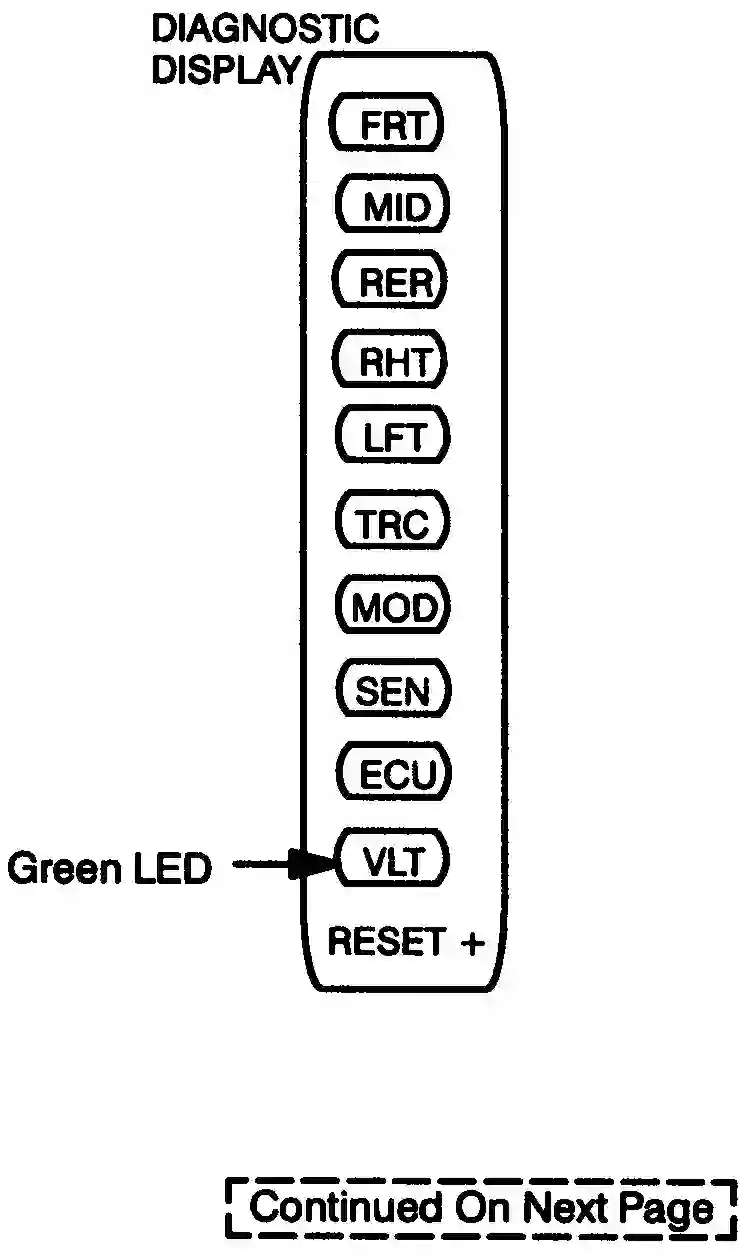 DIAGNOSTIC
DISPLAY
FRT
MID
RER
RHT
LFT
TRC
MOD
SEN
ECU
Green LED
VLT
RESET +
Continued On Next Page